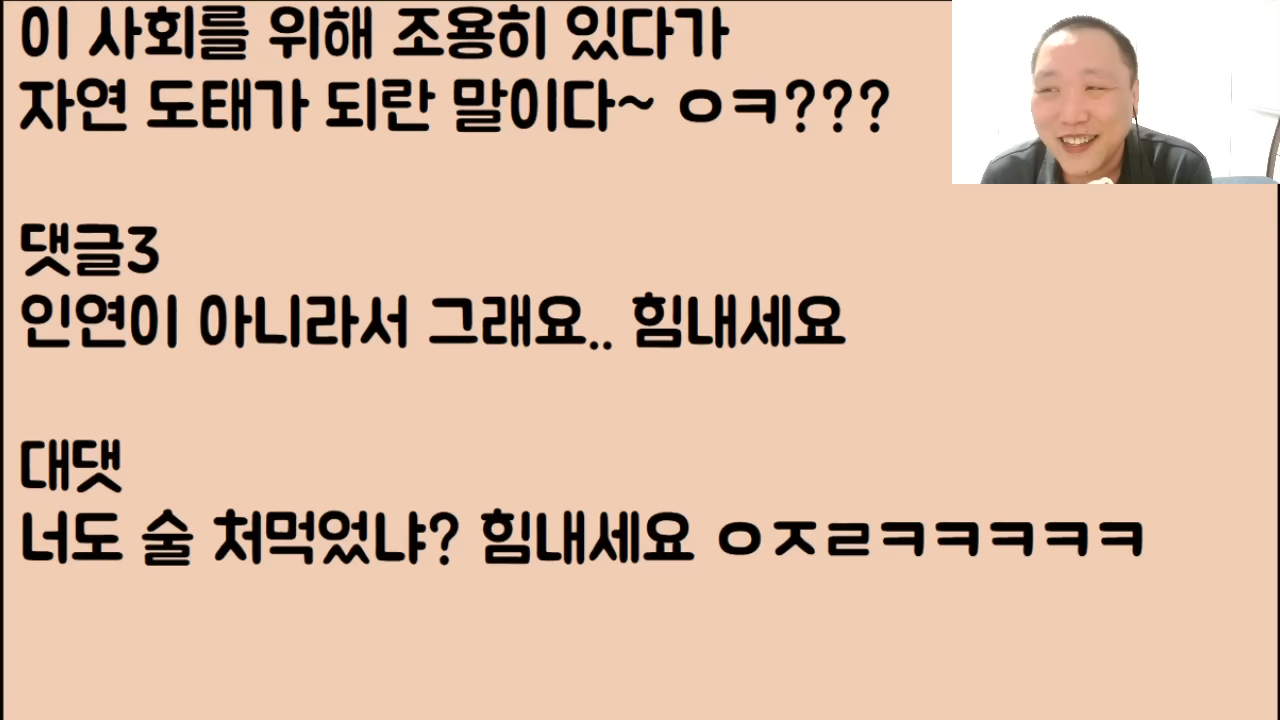 이 사회를 위해 조용히 있다가
자연 도태가 되란 말이다~ ㅇㅋ???
댓글3
인연이 아니라서 그래요.. 힘내세요
대댓
너도 술 처먹었냐? 힘내세요 ㅇㅈㄹㅋㅋㅋㅋㅋ